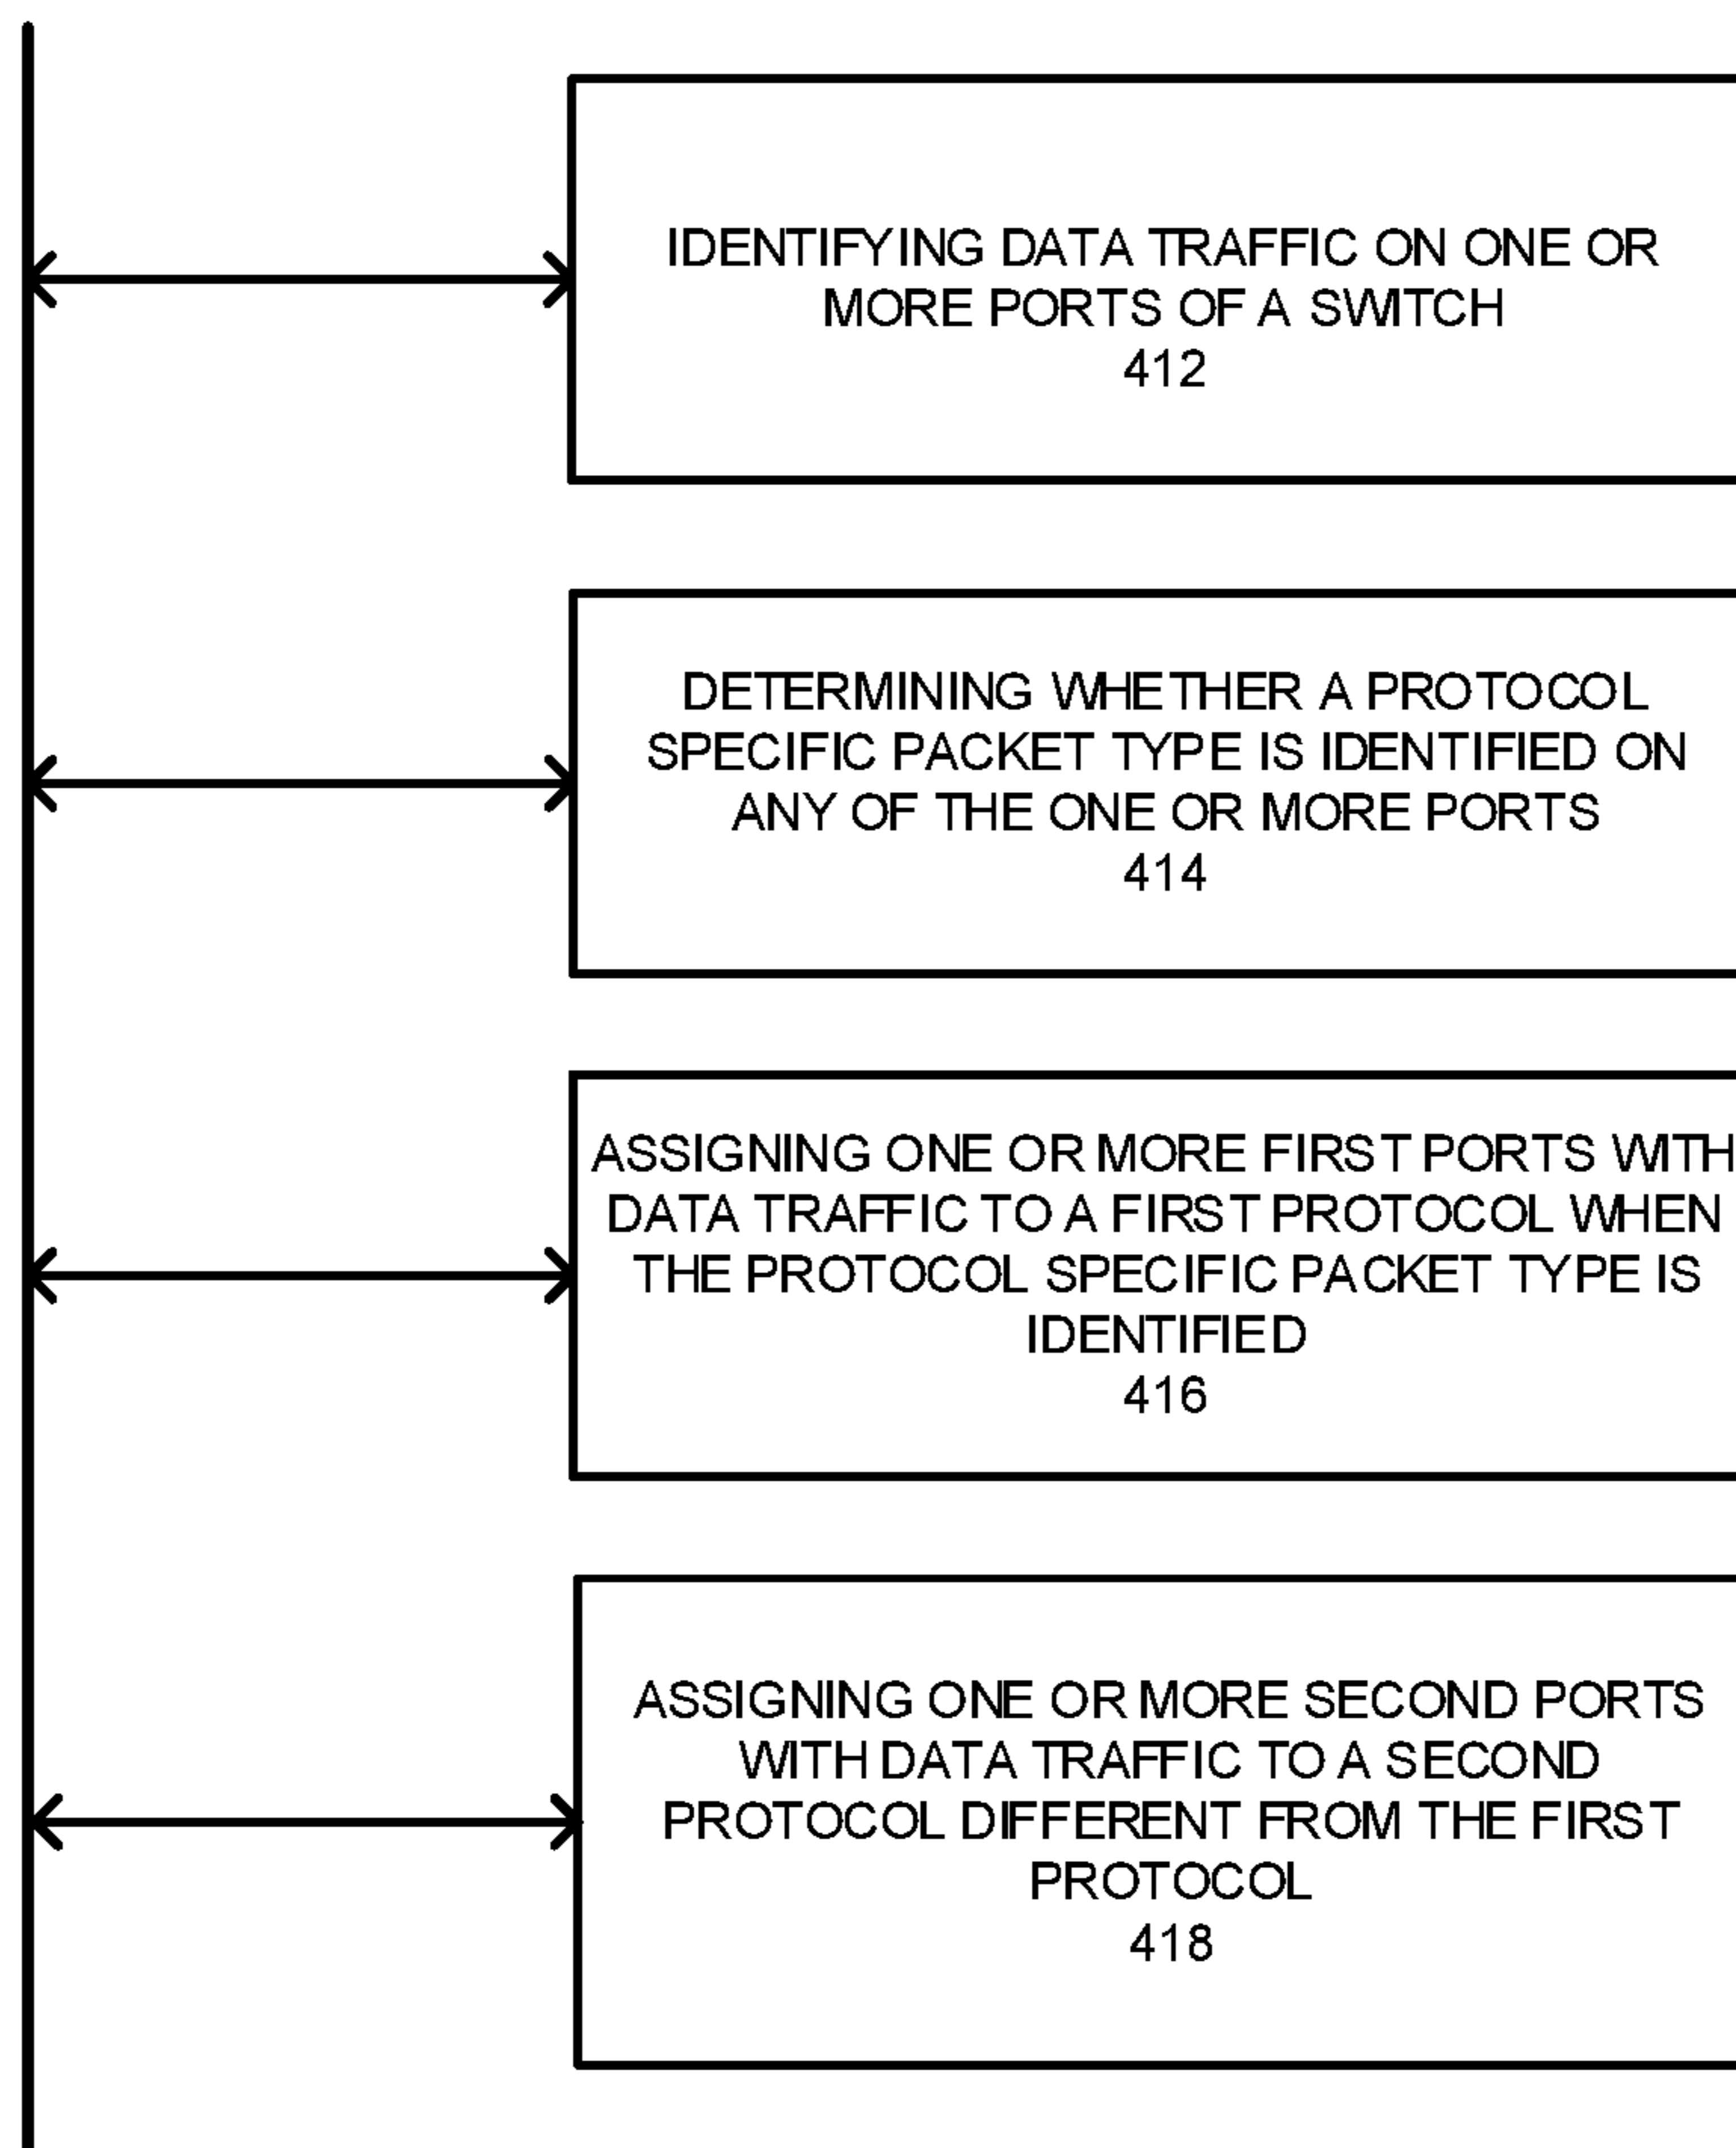 IDENTIFYING DATA TRAFFIC ON ONE OR
MORE PORTS OF A SWITCH
412
DETERMINING WHETHER A PROTOCOL
SPECIFIC PACKET TYPE IS IDENTIFIED ON
ANY OF THE ONE OR MORE PORTS
414
ASSIGNING ONE OR MORE FIRST PORTS WITH
DATA TRAFFIC TO A FIRST PROTOCOL WHEN
THE PROTOCOL SPECIFIC PACKET TYPE IS
IDENTIFIED
416
ASSIGNING ONE OR MORE SECOND PORTS
WITH DATA TRAFFIC TO A SECOND
PROTOCOL DIFFERENT FROM THE FIRST
PROTOCOL
418